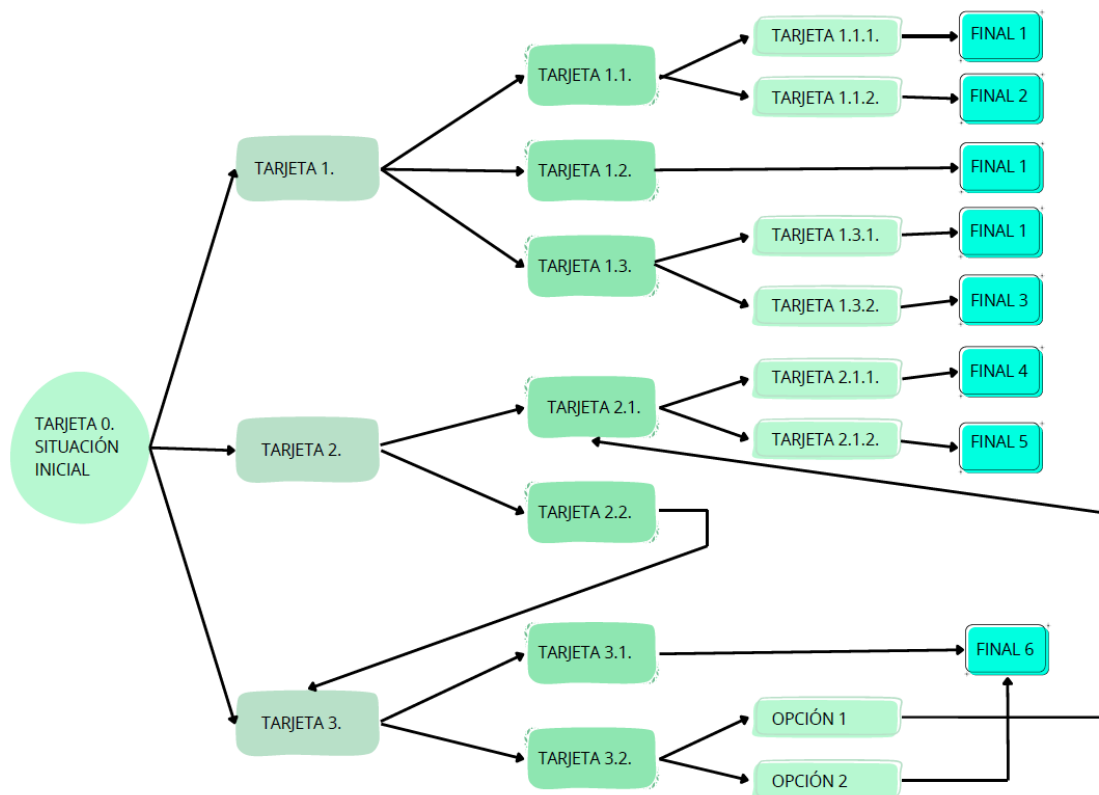 TARJETA 1.1.1.
FINAL 1
TARJETA 1.1.
TARJETA 1.1.2.
FINAL 2
TARJETA 1.
TARJETA 1.2.
FINAL 1
TARJETA 1.3.1.
FINAL 1
TARJETA 1.3.
TARJETA 1.3.2.
FINAL 3
TARJETA 2.1.1.
FINAL 4
TARJETA 2.1.
TARJETA 0.
SITUACIÓN
INICIAL
TARJETA 2.
TARJETA 2.1.2.
FINAL 5
TARJETA 2.2.
TARJETA 3.1.
FINAL 6
TARJETA 3.
OPCIÓN 1
TARJETA 3.2.
OPCIÓN 2